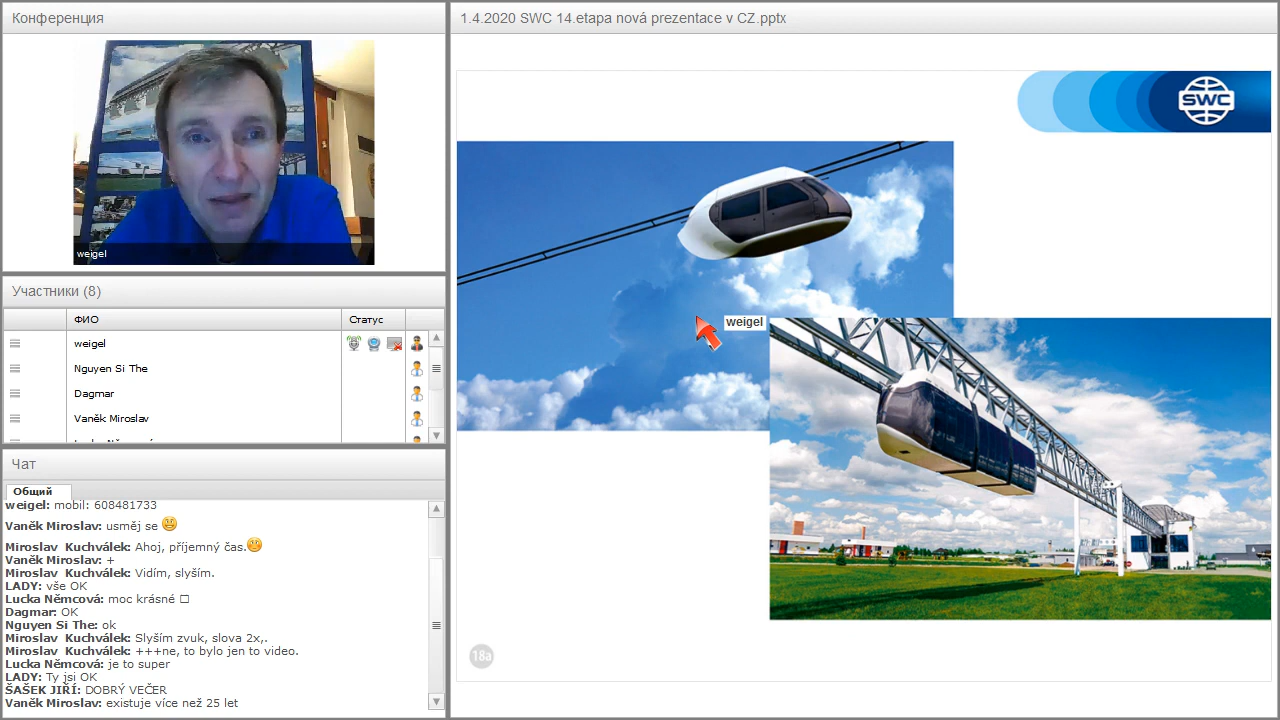 Конференция
weigel
Участники (8)
ФИО
Статус
weigel
Nguyen Si The
Dagmar
Vaněk Miroslav
Чат
Общий
weigel: mobil: 608481733
Vaněk Miroslav: usměj se
Miroslav Kuchválek: Ahoj, příjemný čas.
Vaněk Miroslav: +
Miroslav Kuchválek: Vidím, slyším.
LADY: vše OK
Lucka Němcová: moc krásné
Dagmar: OK
Nguyen Si The: ok
Miroslav Kuchválek: Slyším zvuk, slova 2x,.
Miroslav Kuchválek: +++ne, to bylo jen to video.
Lucka Němcová: je to super
LADY: Ty jsi OK
ŠAŠEK JIŘÍ: DOBRÝ VEČER
Vaněk Miroslav: existuje více než 25 let
1.4.2020 SWC 14.etapa nová prezentace v CZ.pptx
SWC
weigel
18a